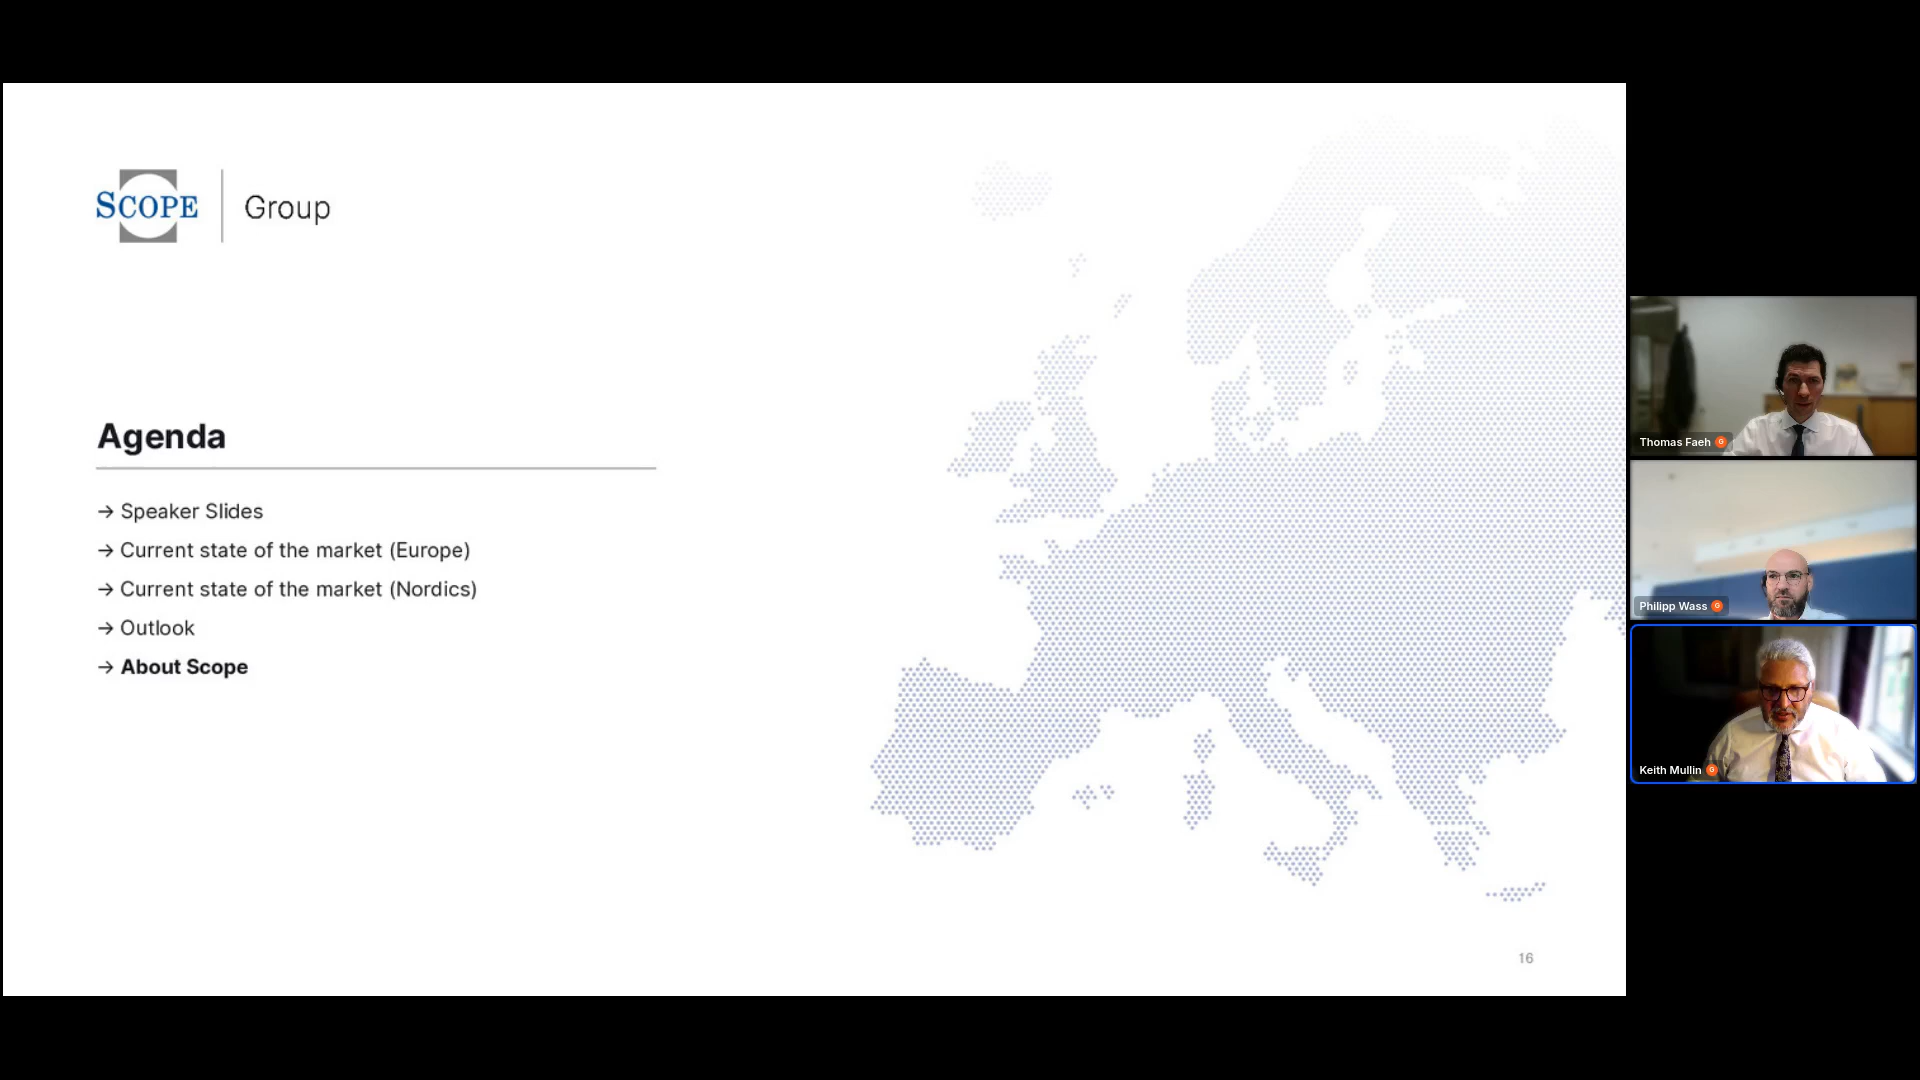 SCOPE
Group
Agenda
→ Speaker Slides
→ Current state of the market (Europe)
→ Current state of the market (Nordics)
→ Outlook
→ About Scope
16
Thomas Faeh G
Philipp Wass G
Keith Mullin G